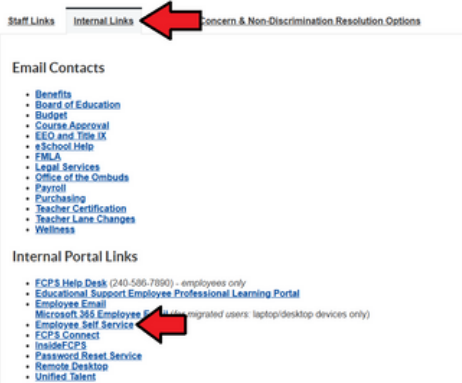 Staff Links Internal Links Concern & Non-Discrimination Resolution Options
Email Contacts
Benefits
Board of Education
Budget
Course Approval
EEO and Title IX
eSchool Help
FMLA
Legal Services
Office of the Ombuds
Payroll
Purchasing
Teacher Certification
Teacher Lane Changes
Wellness
Internal Portal Links
FCPS Help Desk (240-586-7890) - employees only
Educational Support Employee Professional Learning Portal
Employee Email
Microsoft 365 Employee migrated users: laptop/desktop devices only)
Employee Self Service
FCPS Connect
InsideFCPS
Password Reset Service
Remote Desktop
Unified Talent